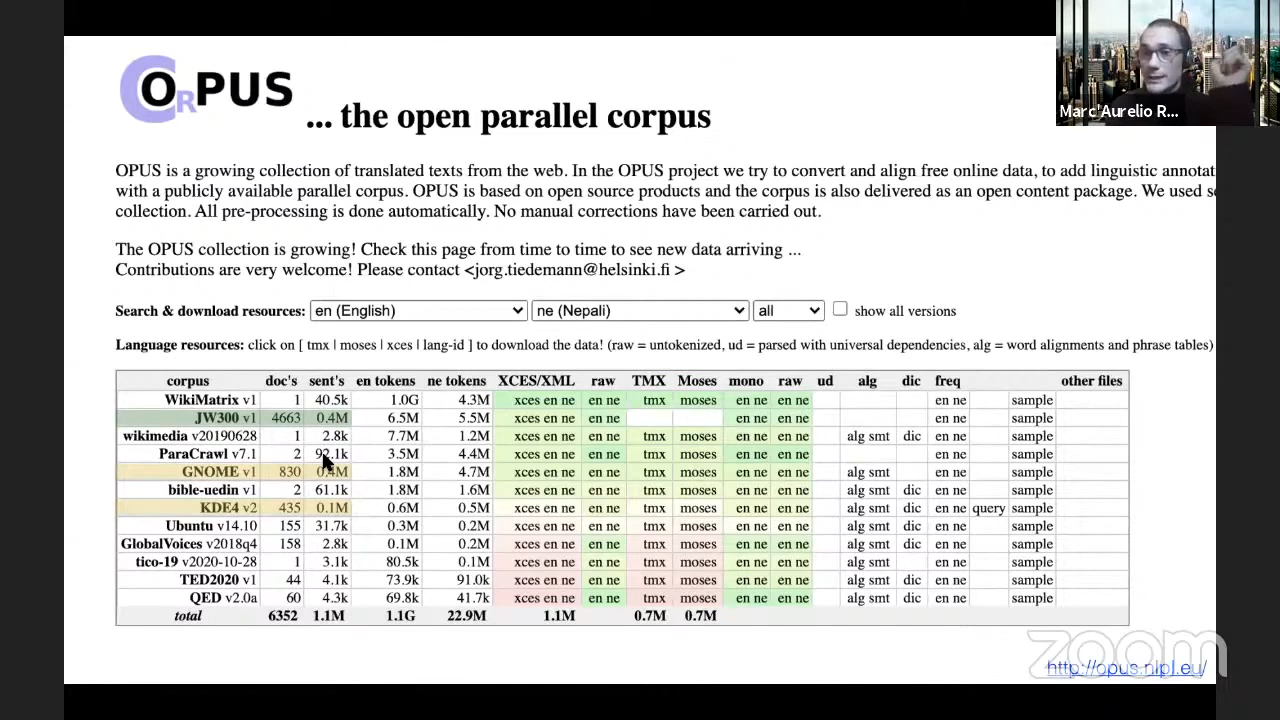 OPUS
... the open parallel corpus
Marc'Aurelio R...
OPUS is a growing collection of translated texts from the web. In the OPUS project we try to convert and align free online data, to add linguistic annotat
with a publicly available parallel corpus. OPUS is based on open source products and the corpus is also delivered as an open content package. We used s
collection. All pre-processing is done automatically. No manual corrections have been carried out.
The OPUS collection is growing! Check this page from time to time to see new data arriving ...
Contributions are very welcome! Please contact <jorg.tiedemann@helsinki.fi >
Search & download resources: en (English) ne (Nepali) all show all versions
Language resources: click on [ tmx | moses | xces | lang-id ] to download the data! (raw = untokenized, ud = parsed with universal dependencies, alg = word alignments and phrase tables)
corpus doc's sent's en tokens ne tokens XCES/XML raw TMX Moses mono raw ud alg dic freq other files
WikiMatrix v1 1 40.5k 1.0G 4.3M xces en ne en ne tmx moses en ne en ne en ne sample
JW300 v1 4663 0.4M 6.5M 5.5M xces en ne en ne en ne en ne en ne sample
wikimedia v20190628 1 2.8k 7.7M 1.2M xces en ne en ne tmx moses en ne en ne alg smt dic en ne sample
ParaCrawl v7.1 2 92.1k 3.5M 4.4M xces en ne en ne tmx moses en ne en ne en ne sample
GNOME v1 830 0.4M 1.8M 4.7M xces en ne en ne tmx moses en ne en ne alg smt en ne sample
bible-uedin v1 2 61.1k 1.8M 1.6M xces en ne en ne tmx moses en ne en ne alg smt dic en ne sample
KDE4 v2 435 0.1M 0.6M 0.5M xces en ne en ne tmx moses en ne en ne alg smt dic en ne query sample
Ubuntu v14.10 155 31.7k 0.3M 0.2M xces en ne en ne tmx moses en ne en ne alg smt dic en ne sample
GlobalVoices v2018q4 158 2.8k 0.1M 0.2M xces en ne en ne tmx moses en ne en ne alg smt dic en ne sample
tico-19 v2020-10-28 1 3.1k 80.5k 0.1M xces en ne en ne tmx moses en ne en ne alg smt en ne sample
TED2020 v1 44 4.1k 73.9k 91.0k xces en ne en ne tmx moses en ne en ne alg smt dic en ne sample
QED v2.0a 60 4.3k 69.8k 41.7k xces en ne en ne tmx moses en ne en ne alg smt dic en ne sample
total 6352 1.1M 1.1G 22.9M 1.1M 0.7M 0.7M
zoom
http://opus.nlpl.eu/